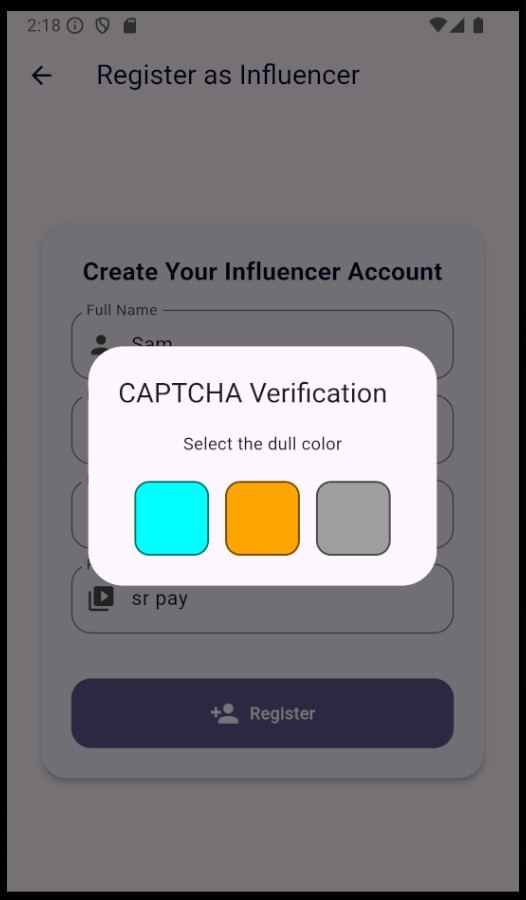 2:18
Register as Influencer
Create Your Influencer Account
Full Name
Sam
CAPTCHA Verification
Select the dull color
sr pay
Register